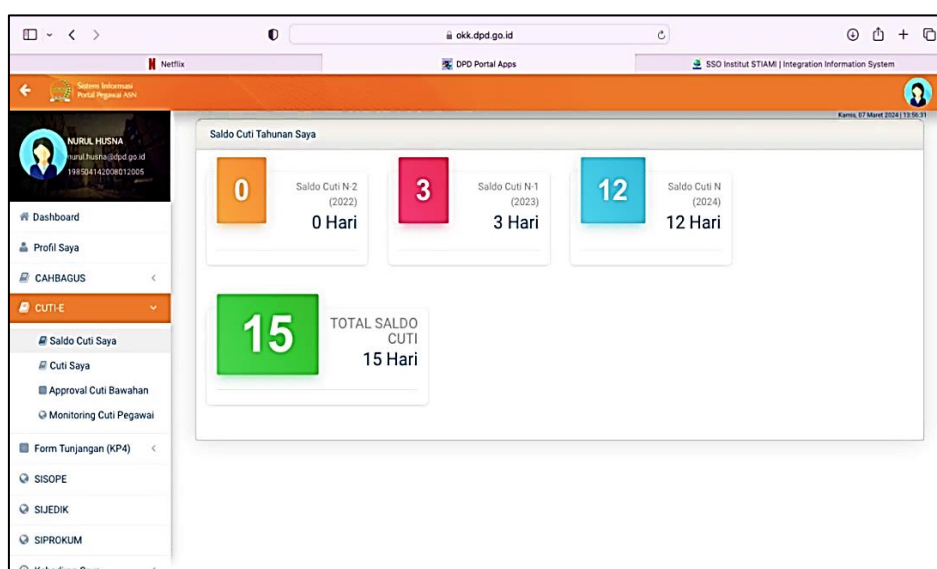 okk.dpd.go.id
Netflix
DPD Portal Apps
SSO Institut STIAMI | Integration Information System
Sistem Informasi
Portal Pegawai ASN
Kamis, 07 Maret 2024 | 13:56:31
NURUL HUSNA
nurul.husna@dpd.go.id
198504142008012005
Dashboard
Profil Saya
CAHBAGUS
CUTI-E
Saldo Cuti Saya
Cuti Saya
Approval Cuti Bawahan
Monitoring Cuti Pegawai
Form Tunjangan (KP4)
SISOPE
SIJEDIK
SIPROKUM
Saldo Cuti Tahunan Saya
0
Saldo Cuti N-2
(2022)
0 Hari
3
Saldo Cuti N-1
(2023)
3 Hari
12
Saldo Cuti N
(2024)
12 Hari
15
TOTAL SALDO
CUTI
15 Hari